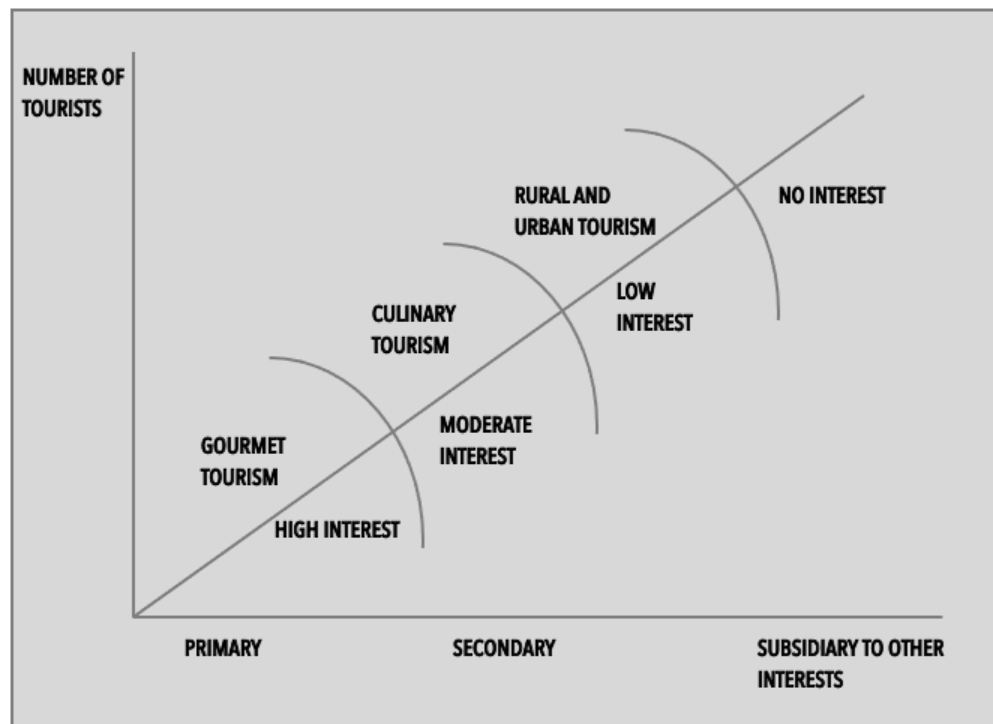 NUMBER OF
TOURISTS
RURAL AND
URBAN TOURISM
NO INTEREST
LOW
INTEREST
CULINARY
TOURISM
MODERATE
INTEREST
GOURMET
TOURISM
HIGH INTEREST
PRIMARY
SECONDARY
SUBSIDIARY TO OTHER
INTERESTS